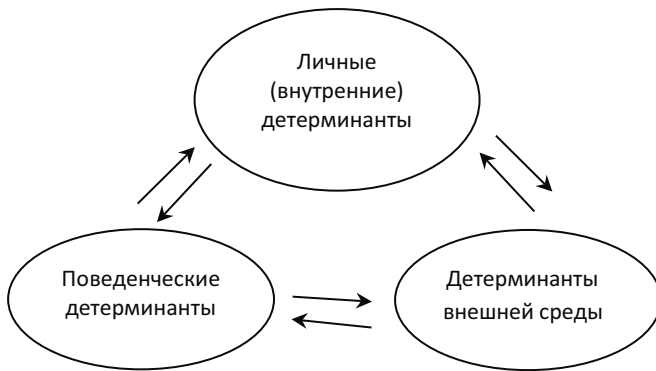 Личные
(внутренние)
детерминанты
Поведенческие
детерминанты
Детерминанты
внешней среды